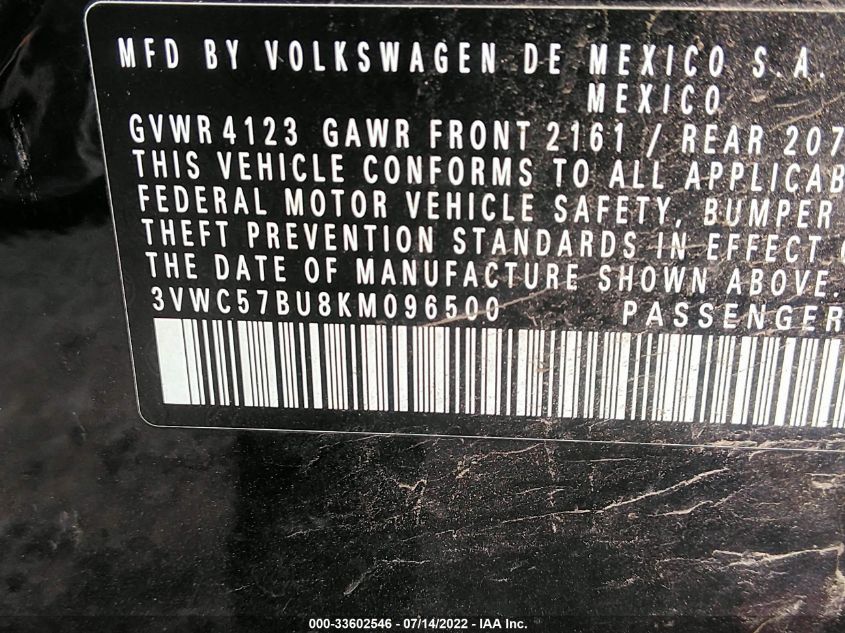 MFD BY VOLKSWAGEN DE MEXICO S.A.
MEXICO
GVWR 4123 GAWR FRONT 2161 / REAR 207
THIS VEHICLE CONFORMS TO ALL APPLICAB
FEDERAL MOTOR VEHICLE SAFETY, BUMPER
THEFT PREVENTION STANDARDS IN EFFECT
THE DATE OF MANUFACTURE SHOWN ABOVE.
3VWC57BU8KM096500 PASSENGER
000-33602546 - 07/14/2022 - IAA Inc.